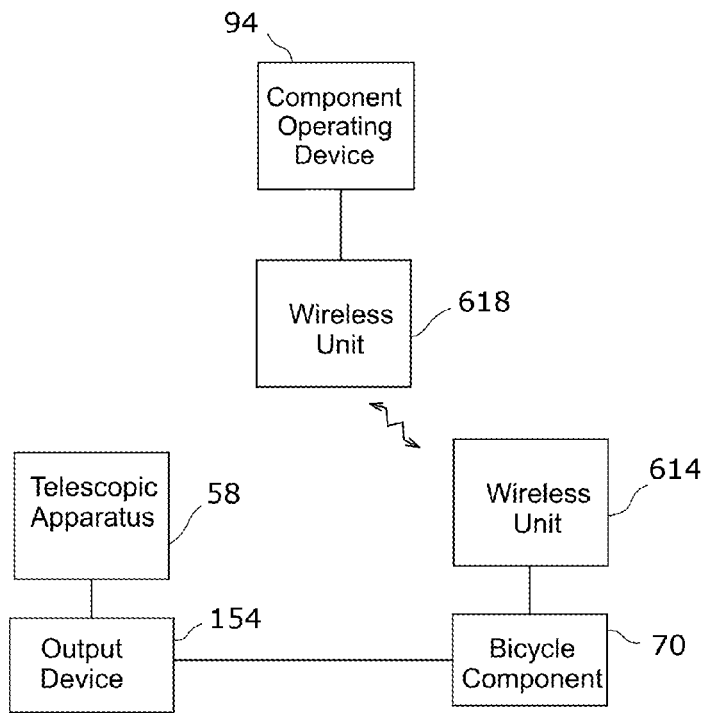 94
Component
Operating
Device
Wireless
Unit
618
Telescopic
Apparatus
58
Wireless
Unit
614
Output
Device
154
Bicycle
Component
70